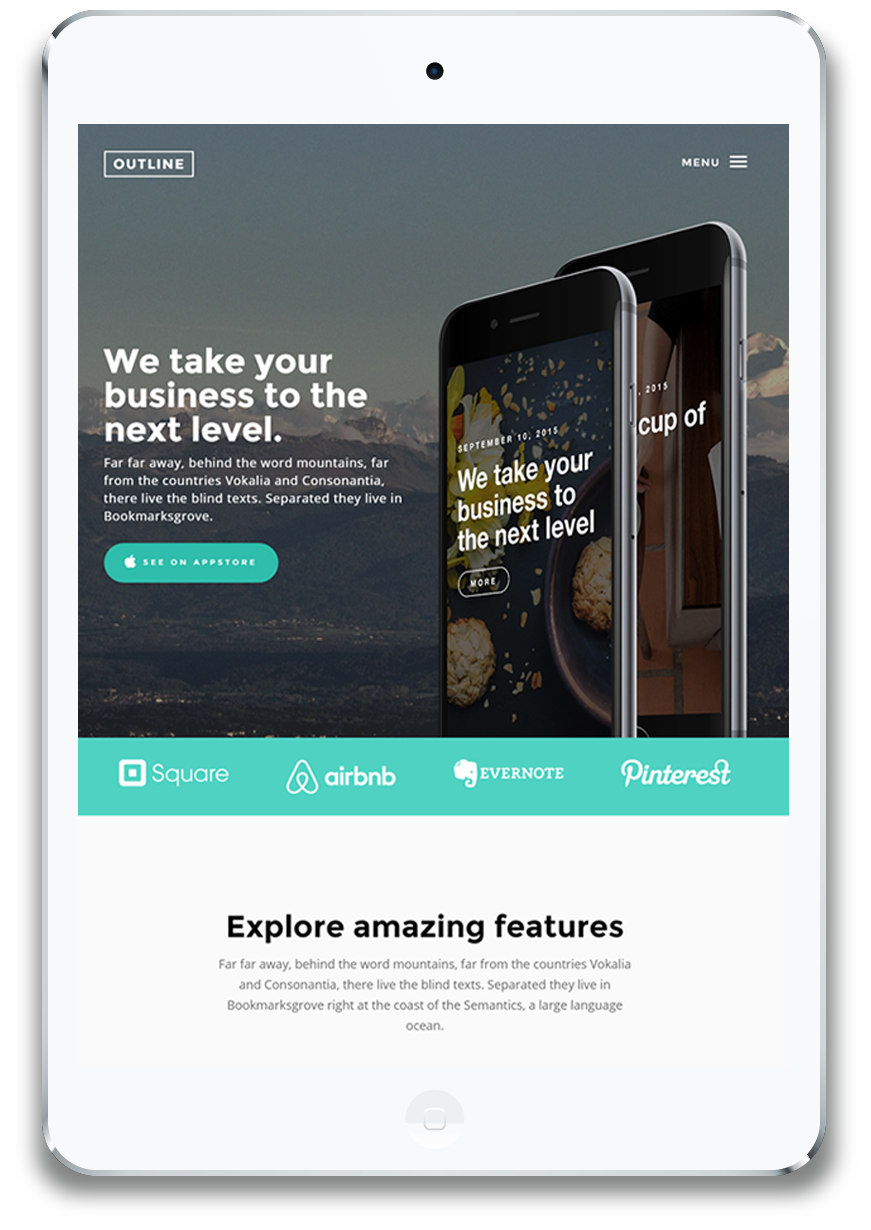 OUTLINE
MENU
We take your
business to the
next level.
Far far away, behind the word mountains, far
from the countries Vokalia and Consonantia,
there live the blind texts. Separated they live in
Bookmarksgrove.
SEE ON APPSTORE
SEPTEMBER 10, 2015
We take your
business to
the next level
MORE
, 2015
cup of
Square
airbnb
EVERNOTE
Pinterest
Explore amazing features
Far far away, behind the word mountains, far from the countries Vokalia
and Consonantia, there live the blind texts. Separated they live in
Bookmarksgrove right at the coast of the Semantics, a large language
ocean.